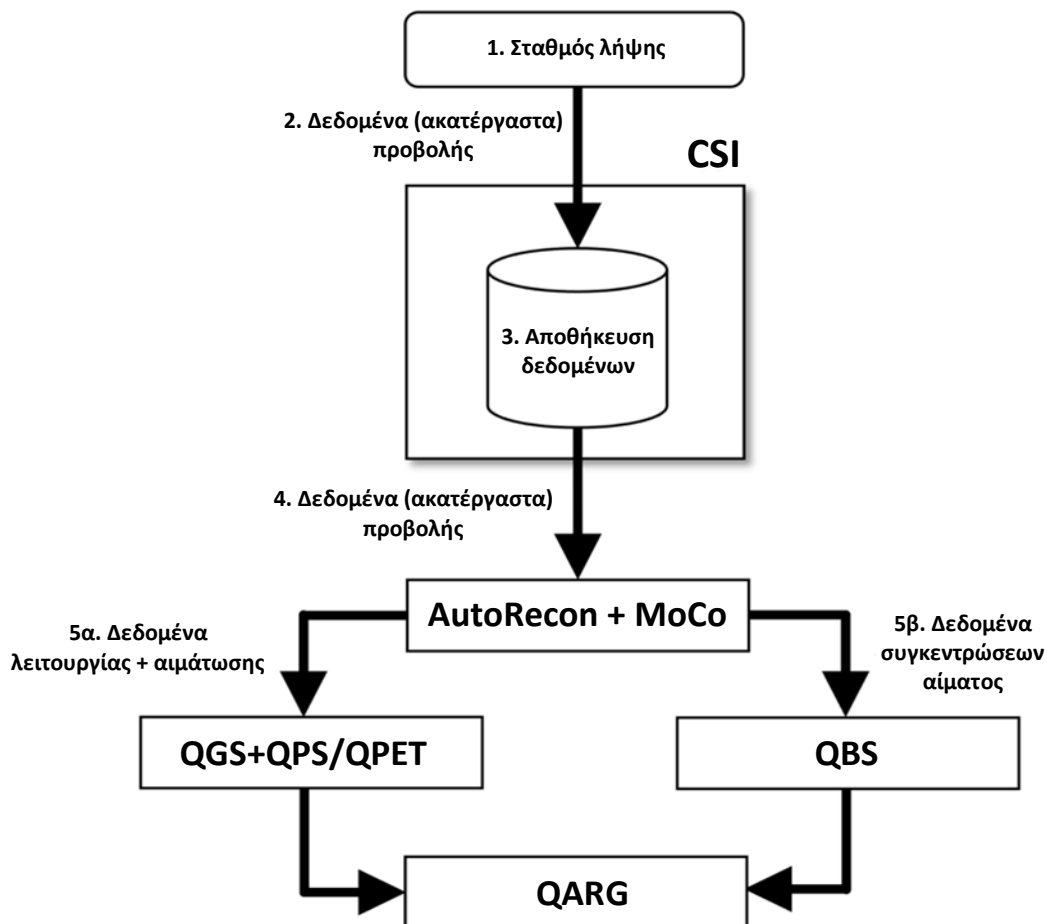 1. Σταθμός λήψης
2. Δεδομένα (ακατέργαστα)
προβολής
CSI
3. Αποθήκευση
δεδομένων
4. Δεδομένα (ακατέργαστα)
προβολής
AutoRecon + MoCo
5α. Δεδομένα
λειτουργίας + αιμάτωσης
5β. Δεδομένα
συγκεντρώσεων
αίματος
QGS+QPS/QPET
QBS
QARG